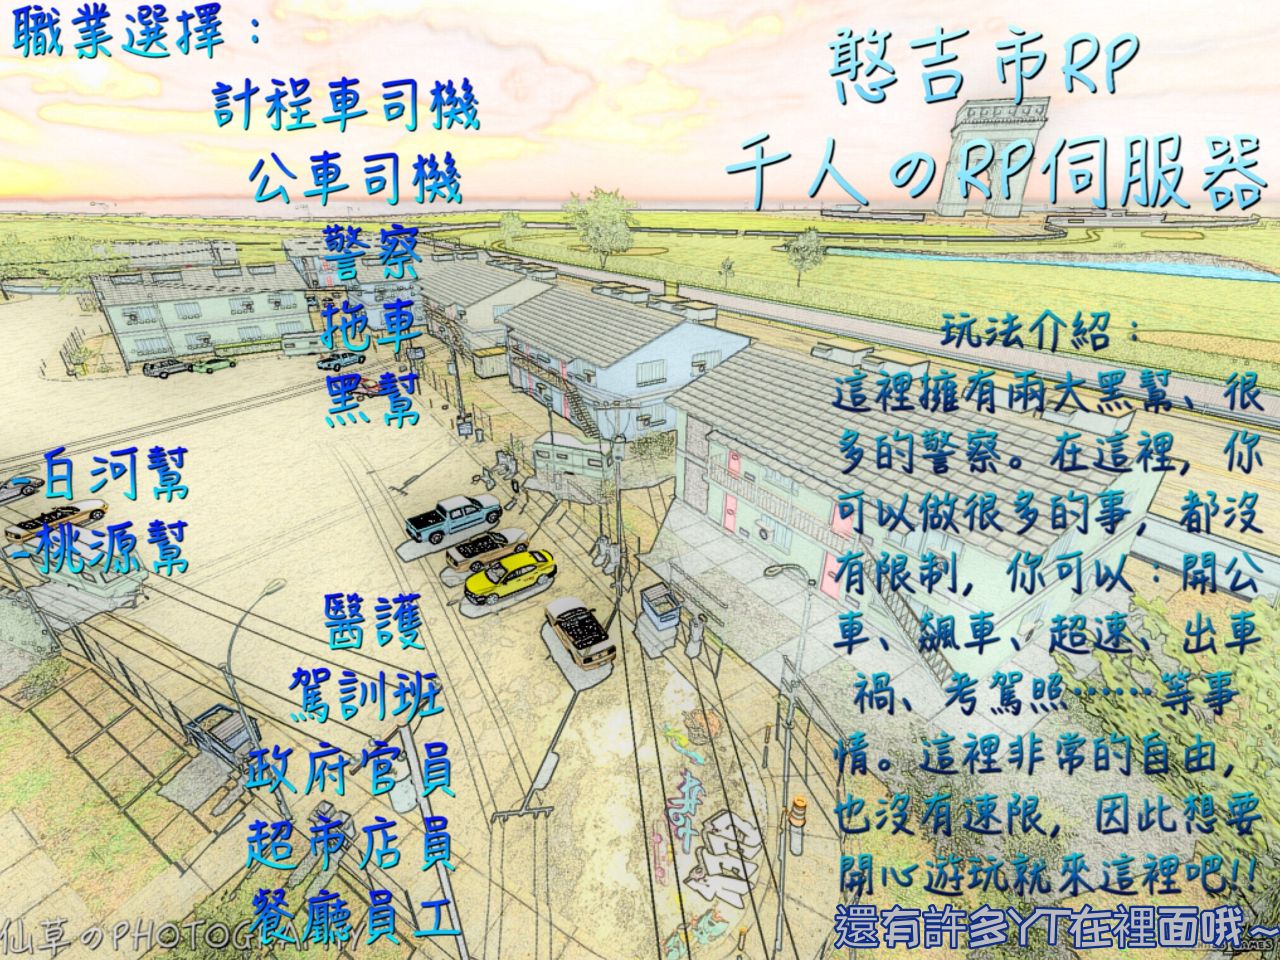 職業選擇：
計程車司機
公車司機
警察
拖車
黑幫
-白河幫
-桃源幫
醫護
駕訓班
政府官員
超市店員
餐廳員工
憨吉市RP
千人のRP伺服器
玩法介紹：
這裡擁有兩大黑幫、很
多的警察。在這裡，你
可以做很多的事，都沒
有限制，你可以：開公
車、飆車、超速、出車
禍、考駕照⋯⋯等事
情。這裡非常的自由，
也沒有速限，因此想要
開心遊玩就來這裡吧!!
還有許多YT在裡面哦~
仙草のPHOTOGRAPHY